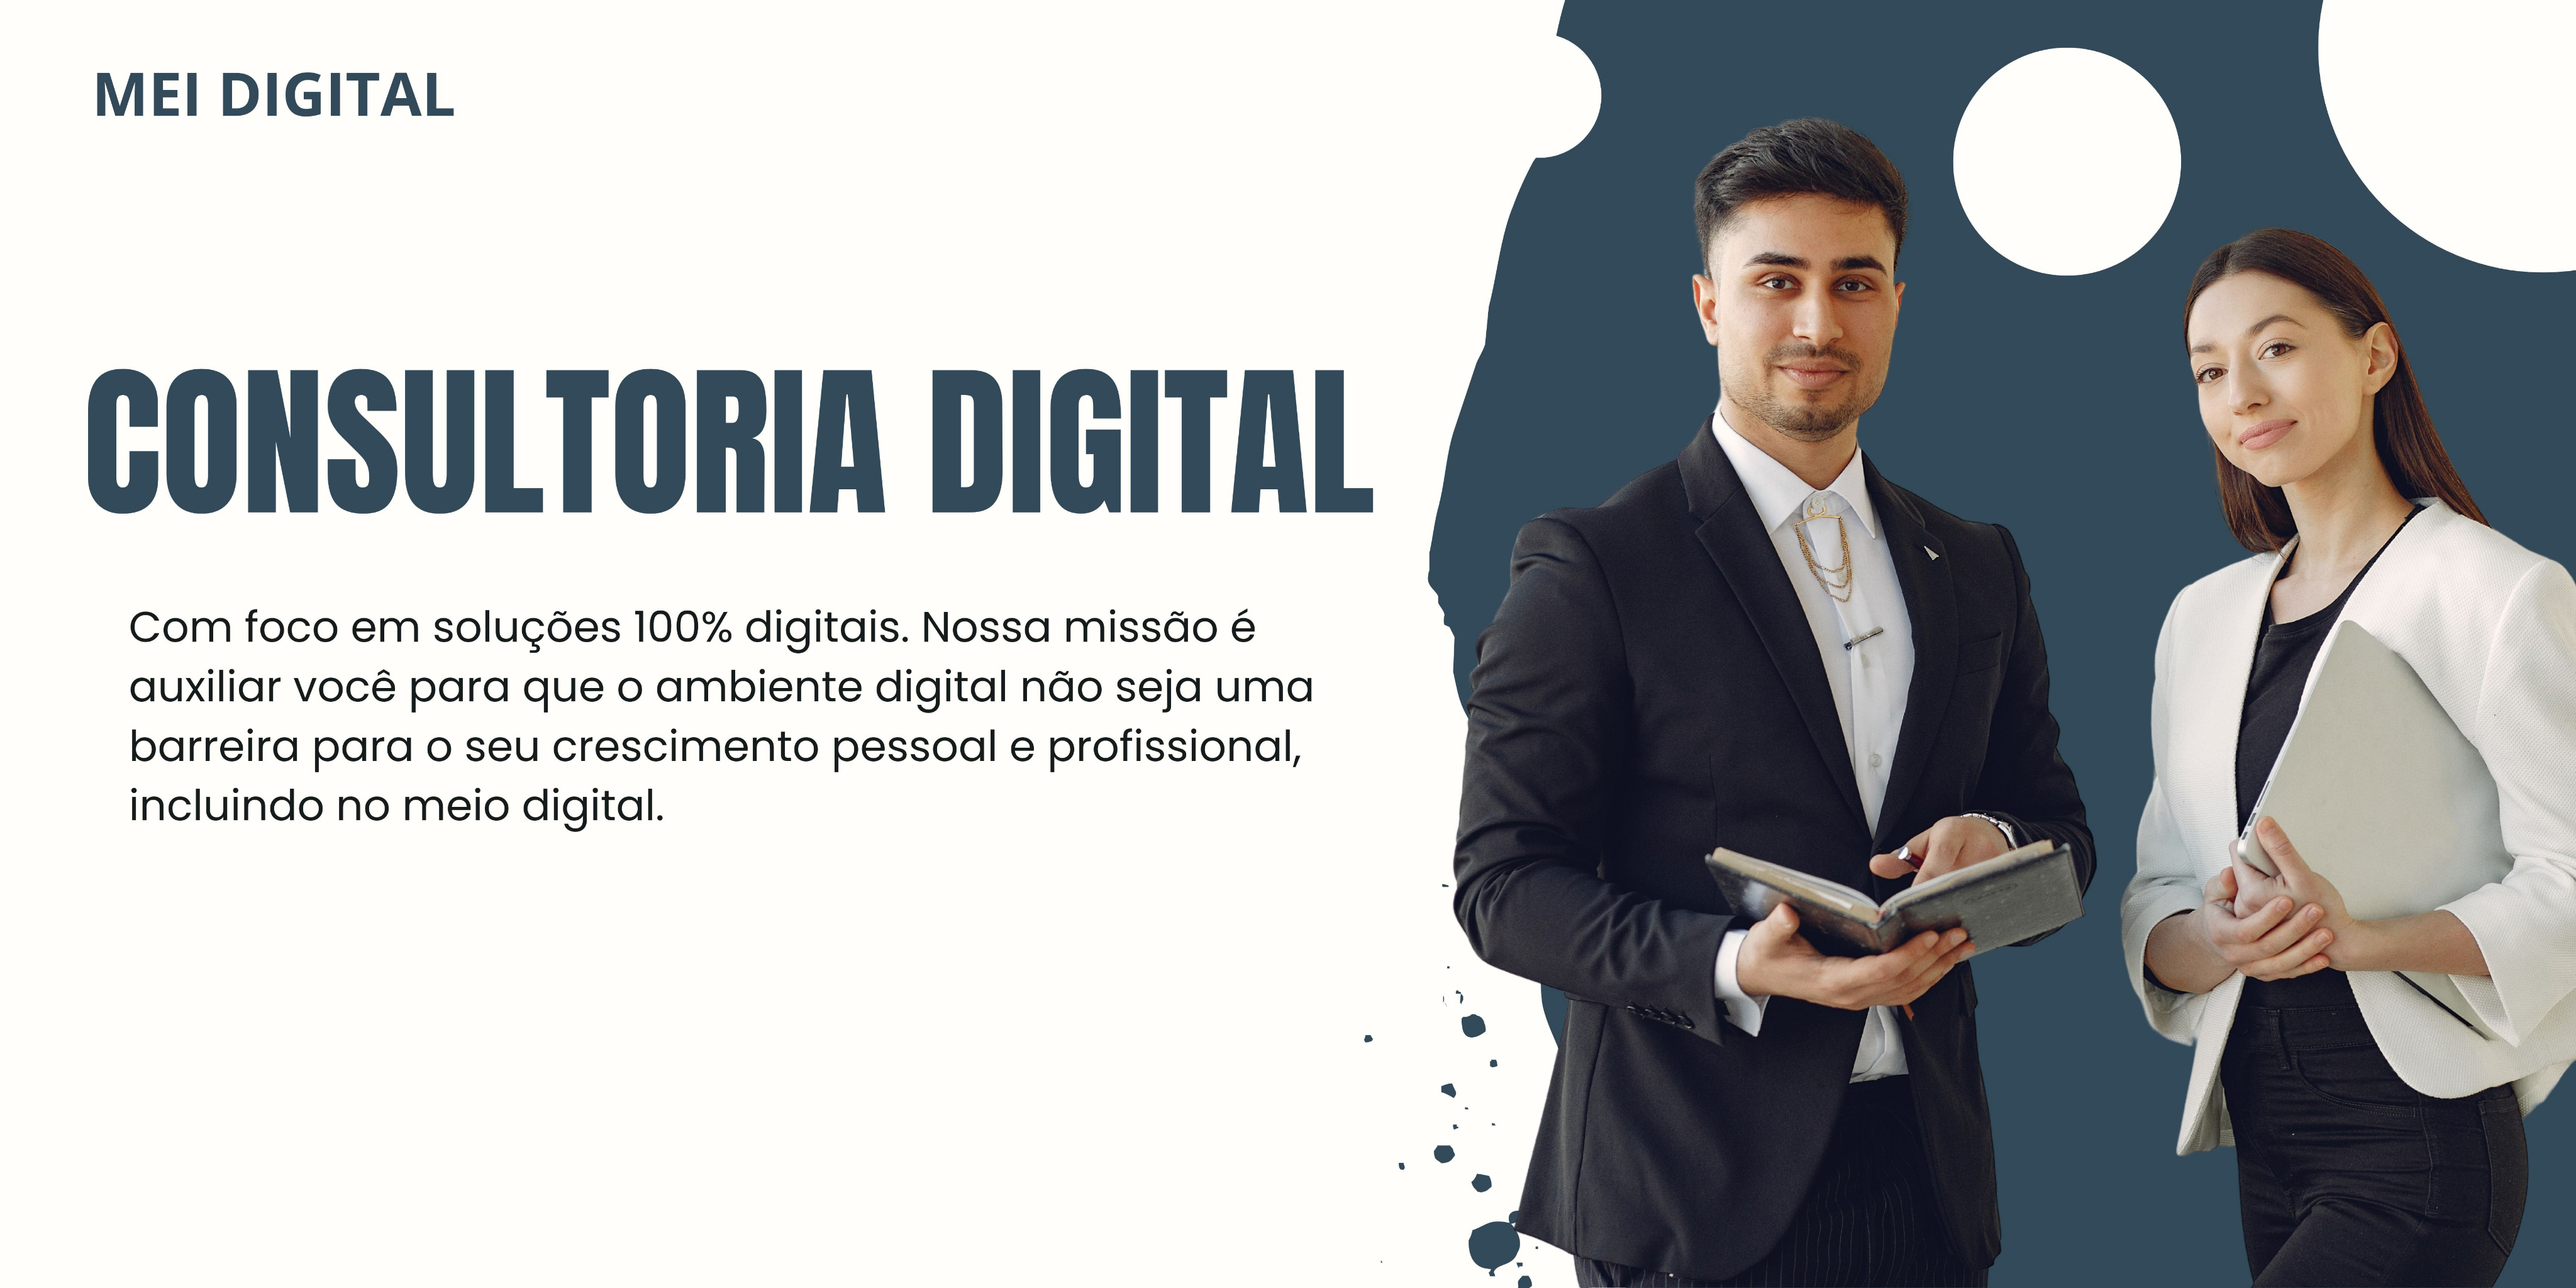 MEI DIGITAL
CONSULTORIA DIGITAL
Com foco em soluções 100% digitais. Nossa missão é
auxiliar você para que o ambiente digital não seja uma
barreira para o seu crescimento pessoal e profissional,
incluindo no meio digital.